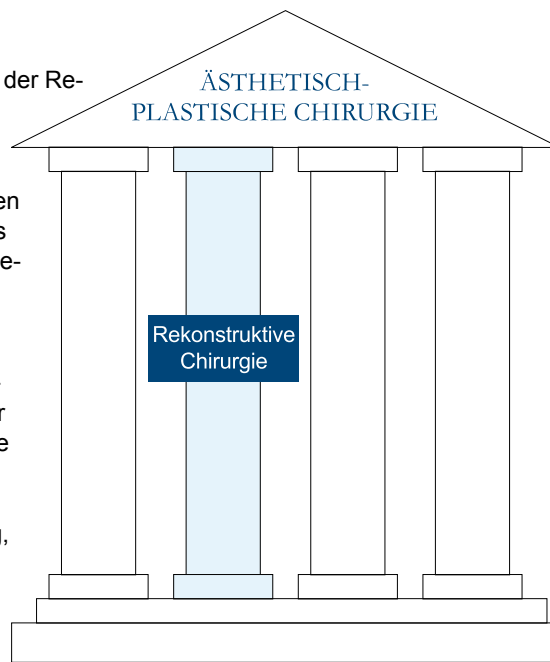 der Re-
en
s
e-
r
e
,
ÄSTHETISCH-
PLASTISCHE CHIRURGIE
Rekonstruktive
Chirurgie